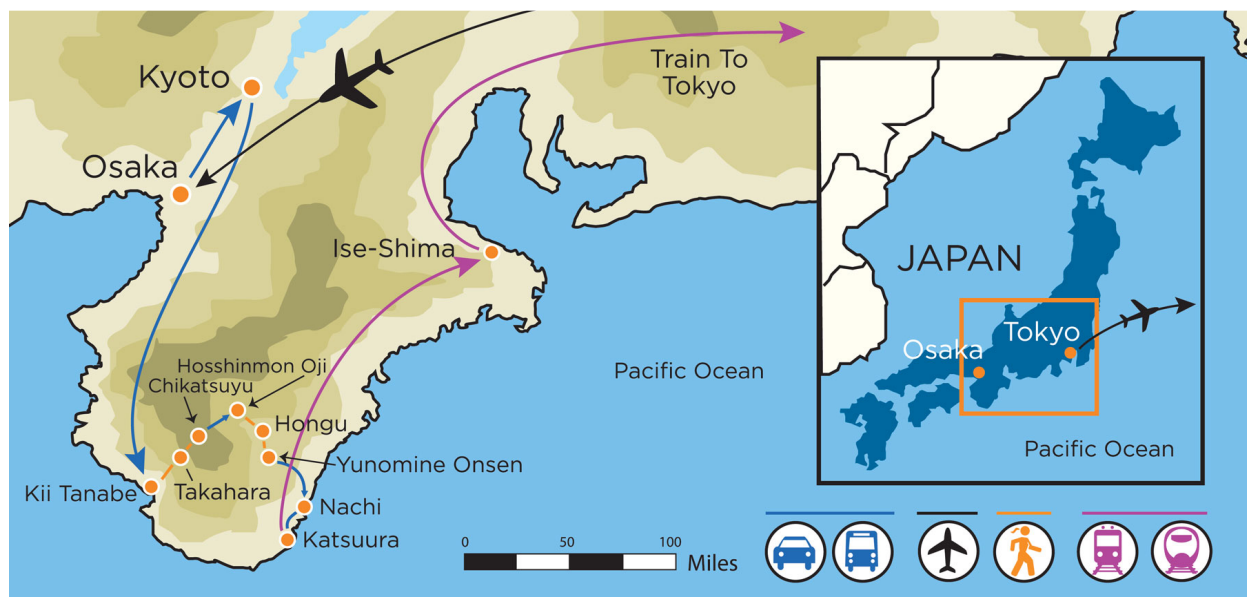 Kyoto
Train To
Tokyo
Osaka
Ise-Shima
Hosshinmon Oji
Chikatsuyu
Hongu
Yunomine Onsen
Kii Tanabe
Takahara
Nachi
Katsuura
Pacific Ocean
0 50 100
Miles
JAPAN
Tokyo
Osaka
Pacific Ocean